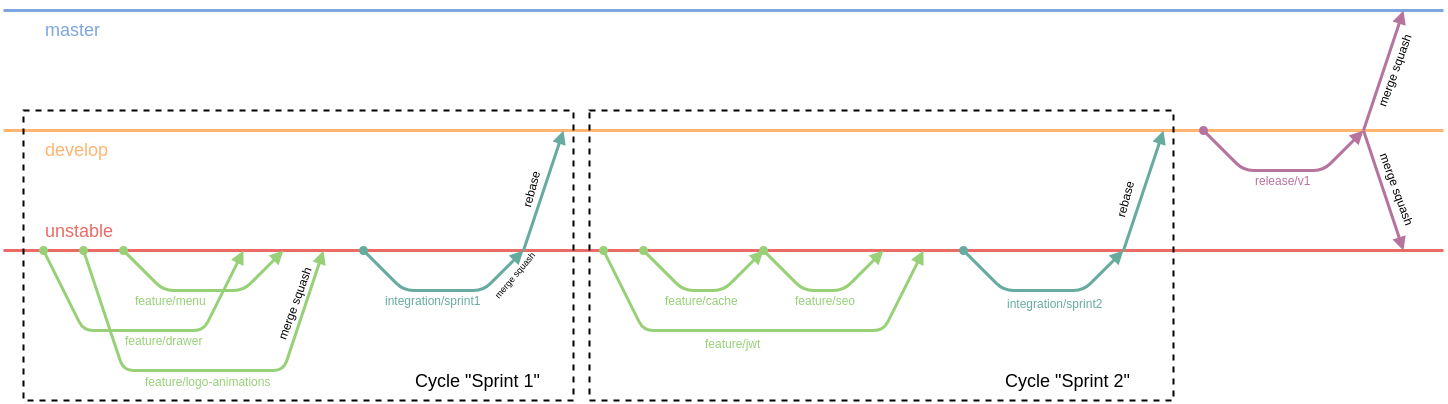 master
merge squash
develop
rebase
rebase
merge squash
release/v1
unstable
merge squash
feature/menu
integration/sprint1
merge squash
feature/cache
feature/seo
integration/sprint2
feature/drawer
feature/jwt
feature/logo-animations
Cycle "Sprint 1"
Cycle "Sprint 2"